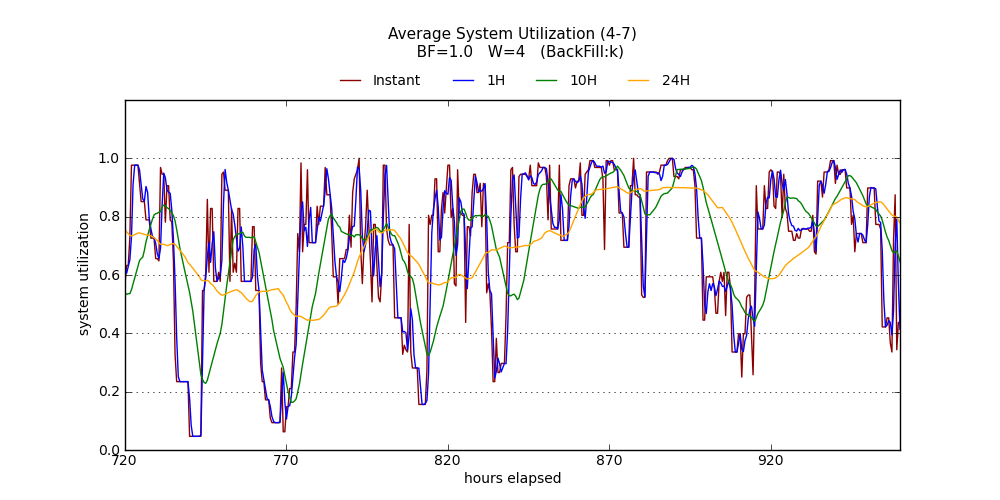 Average System Utilization (4-7)
BF=1.0 W=4 (BackFill:k)
Instant 1H 10H 24H
1.0
0.8
0.6
0.4
0.2
0.0
system utilization
720 770 820 870 920
hours elapsed